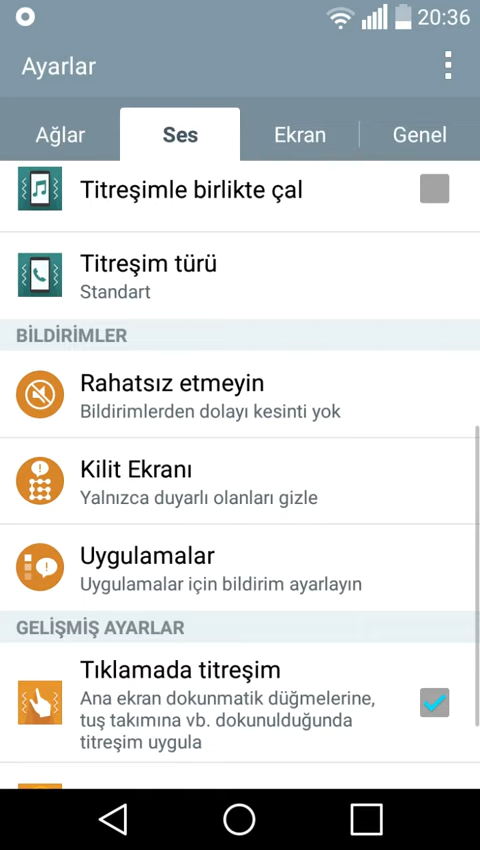 20:36
Ayarlar
Ağlar
Ses
Ekran
Genel
Titreşimle birlikte çal
Titreşim türü
Standart
BİLDİRİMLER
Rahatsız etmeyin
Bildirimlerden dolayı kesinti yok
Kilit Ekranı
Yalnızca duyarlı olanları gizle
Uygulamalar
Uygulamalar için bildirim ayarlayın
GELİŞMİŞ AYARLAR
Tıklamada titreşim
Ana ekran dokunmatik düğmelerine,
tuş takımına vb. dokunulduğunda
titreşim uygula